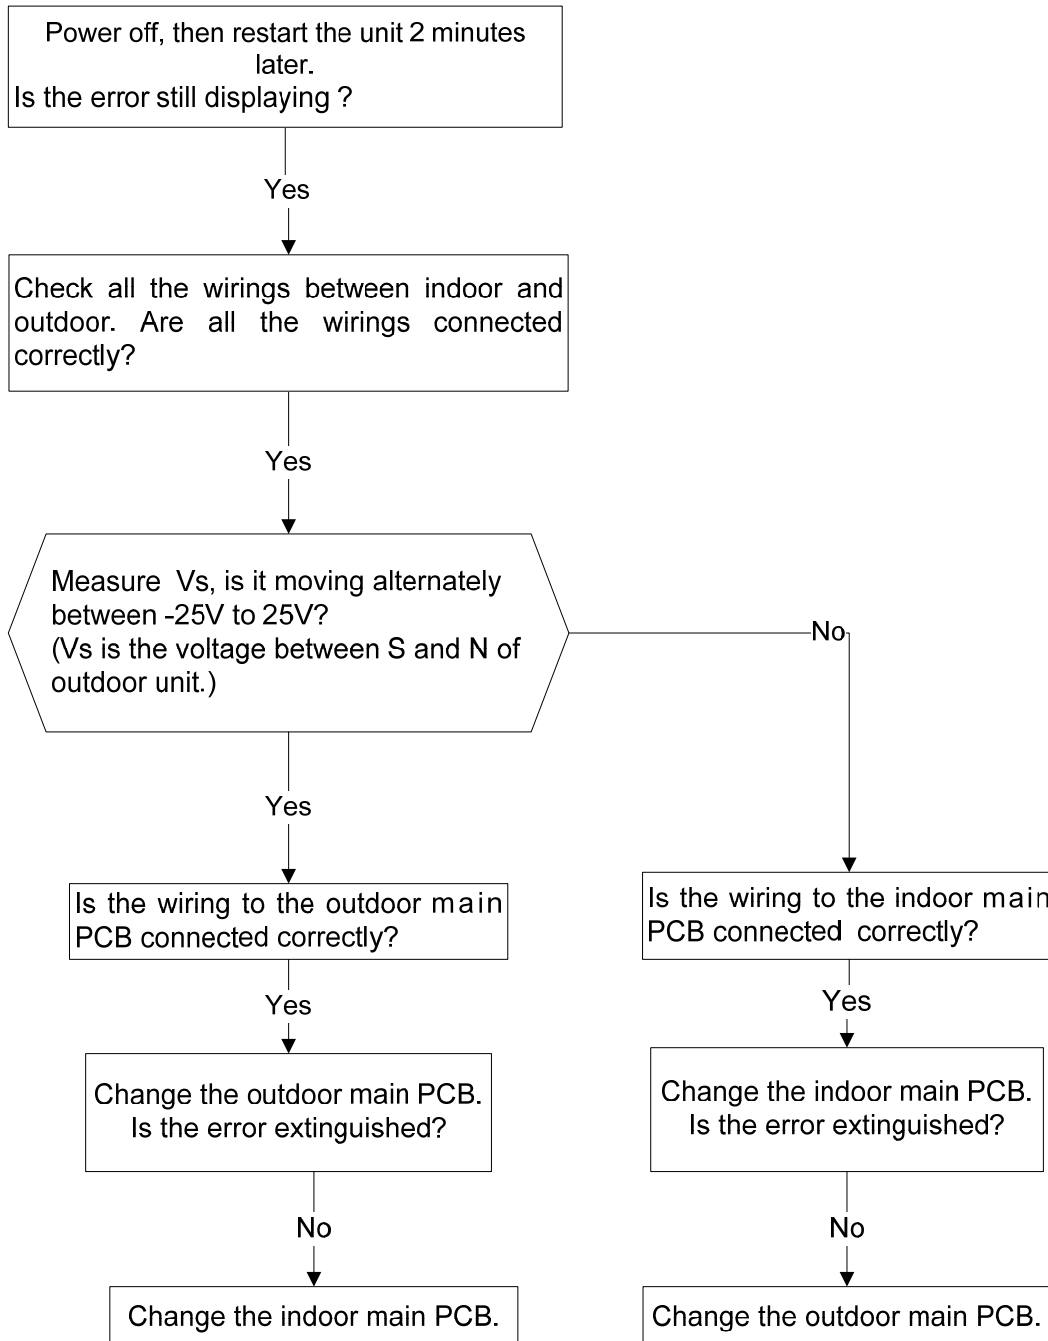 Power off, then restart the unit 2 minutes
later.
Is the error still displaying ?
Yes
Check all the wirings between indoor and
outdoor. Are all the wirings connected
correctly?
Yes
Measure Vs, is it moving alternately
between -25V to 25V?
(Vs is the voltage between S and N of
outdoor unit.)
No
Yes
Is the wiring to the outdoor main
PCB connected correctly?
Is the wiring to the indoor main
PCB connected correctly?
Yes
Yes
Change the outdoor main PCB.
Is the error extinguished?
Change the indoor main PCB.
Is the error extinguished?
No
No
Change the indoor main PCB.
Change the outdoor main PCB.